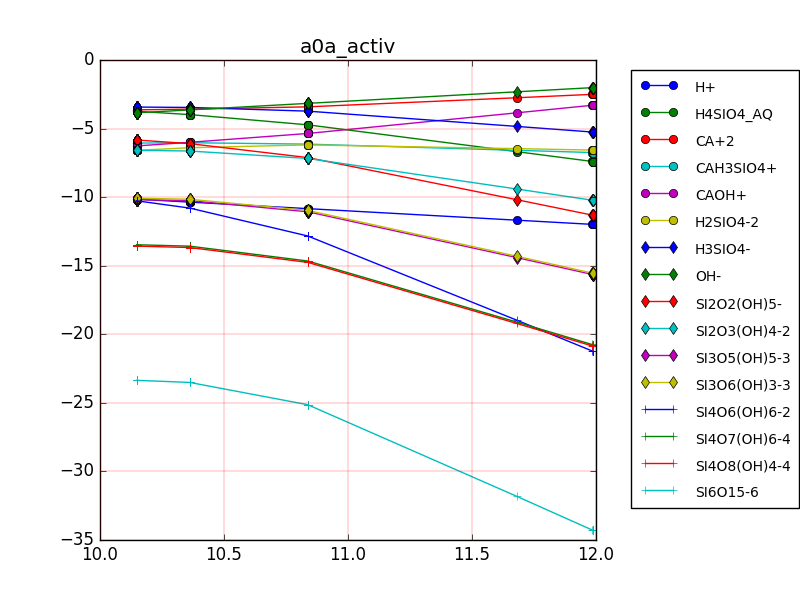 a0a_activ
0
−5
−10
−15
−20
−25
−30
−35
10.0 10.5 11.0 11.5 12.0
H+
H4SIO4_AQ
CA+2
CAH3SIO4+
CAOH+
H2SIO4-2
H3SIO4-
OH-
SI2O2(OH)5-
SI2O3(OH)4-2
SI3O5(OH)5-3
SI3O6(OH)3-3
SI4O6(OH)6-2
SI4O7(OH)6-4
SI4O8(OH)4-4
SI6O15-6